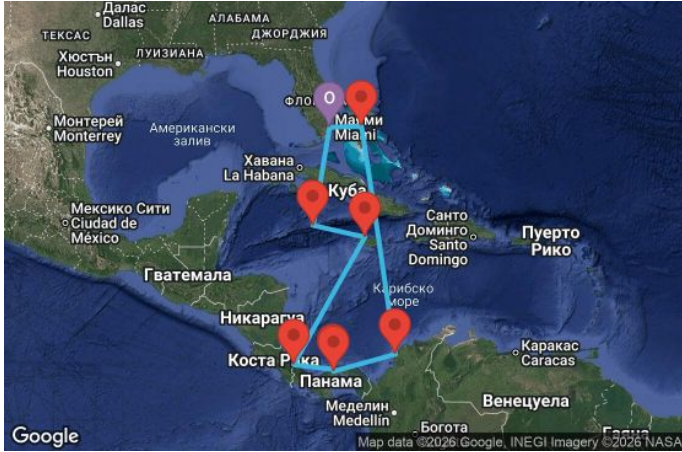 Далас
Dallas
АЛАБАМА
ТЕКСАС
ДЖОРДЖИЯ
ЛУИЗИАНА
Хюстън
Houston
ФЛО
O
Маями
Miami
Монтерей
Monterrey
Американски
залив
Хавана
La Habana
Куба
Мексико Сити
Ciudad de
México
Санто
Доминго
Santo
Domingo
Пуерто
Рико
Гватемала
Карибско
море
Никарагуа
Коста Рика
Каракас
Caracas
Панама
Венецуела
Меделин
Medellín
Богота
Гаяна
Google
Map data ©2026 Google, INEGI Imagery ©2026 NASA